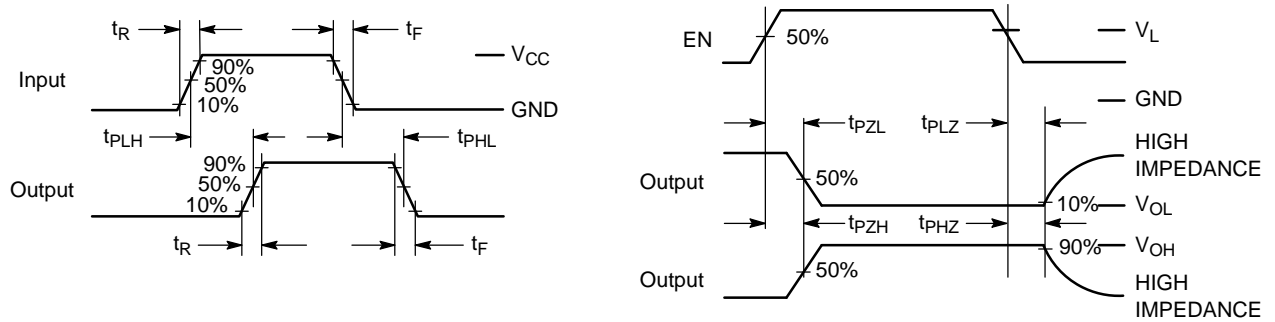 t_R
t_F
Input
90%
50%
10%
V_CC
GND
t_PLH
t_PHL
Output
90%
50%
10%
t_R
t_F
EN
50%
V_L
GND
t_PZL
t_PLZ
HIGH
IMPEDANCE
Output
50%
10%
V_OL
t_PZH
t_PHZ
90%
V_OH
Output
50%
HIGH
IMPEDANCE